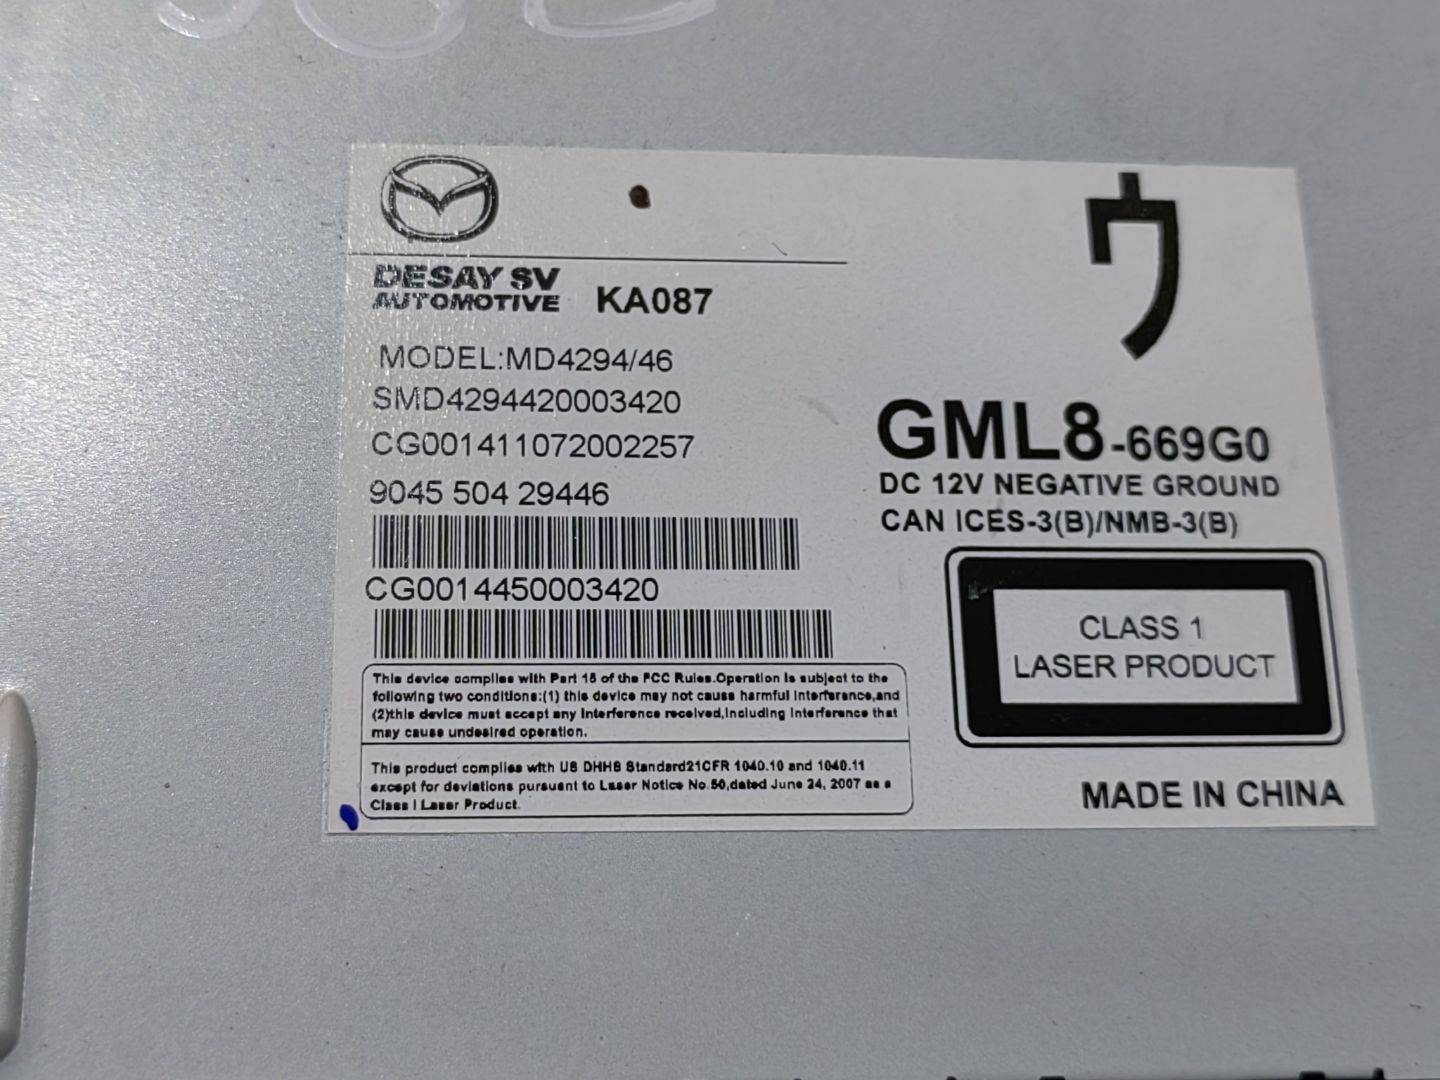 DESAY SV
AUTOMOTIVE KA087
MODEL:MD4294/46
SMD4294420003420
CG001411072002257
9045 504 29446
CG0014450003420
This device complies with Part 15 of the FCC Rules.Operation is subject to the
following two conditions:(1) this device may not cause harmful interference,and
(2)this device must accept any interference received,including interference that
may cause undesired operation.
This product complies with US DHHS Standard21CFR 1040.10 and 1040.11
except for deviations pursuant to Laser Notice No.50,dated June 24, 2007 as a
Class I Laser Product.
ウ
GML8-669G0
DC 12V NEGATIVE GROUND
CAN ICES-3(B)/NMB-3(B)
CLASS 1
LASER PRODUCT
MADE IN CHINA